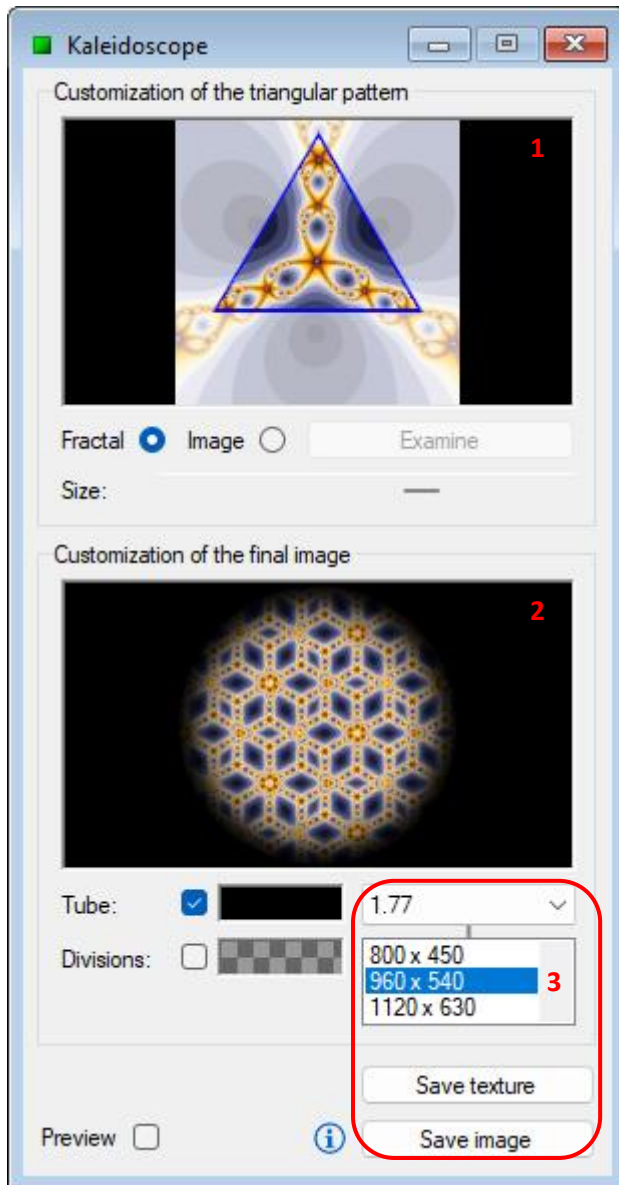 Kaleidoscope
Customization of the triangular pattern
1
Fractal Image Examine
Size:
Customization of the final image
2
Tube: 1.77
Divisions:
800 x 450
960 x 540 3
1120 x 630
Save texture
Preview Save image